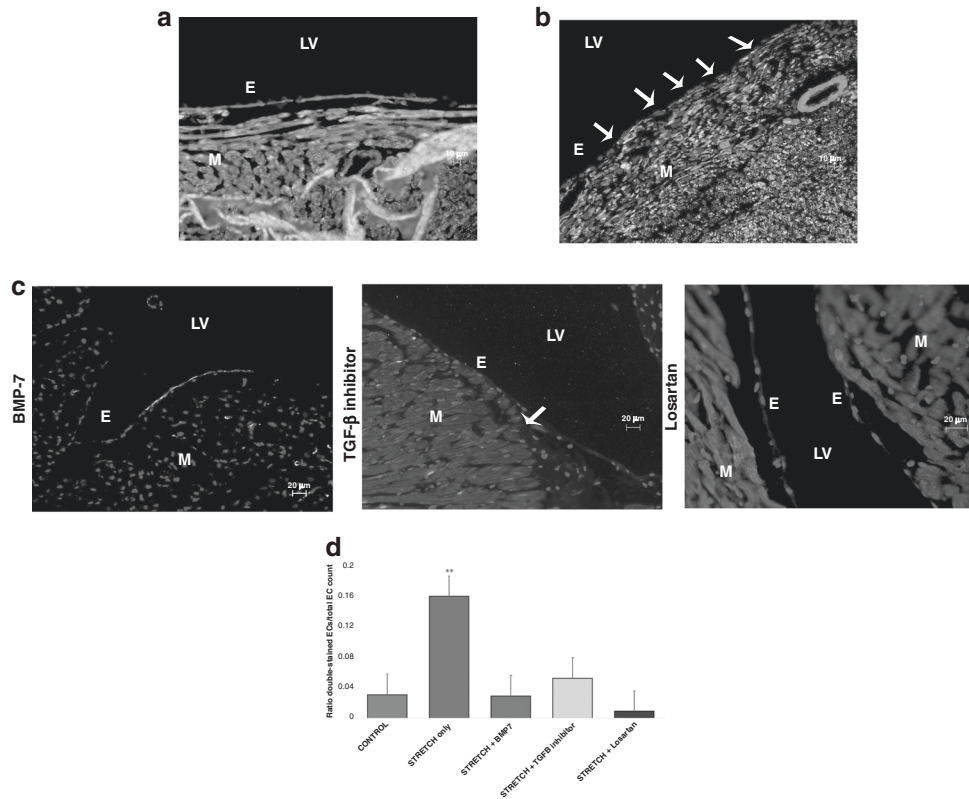 a
LV
E
M
10 µm
b
LV
E
M
10 µm
c
BMP-7
LV
E
M
20 µm
TGF-β inhibitor
LV
E
M
20 µm
Losartan
M
E
E
LV
M
20 µm
d
Ratio double-stained ECs/total EC count
0.2
0.16
0.12
0.08
0.04
0
**
CONTROL
STRETCH only
STRETCH + BMP7
STRETCH + TGFB inhibitor
STRETCH + Losartan